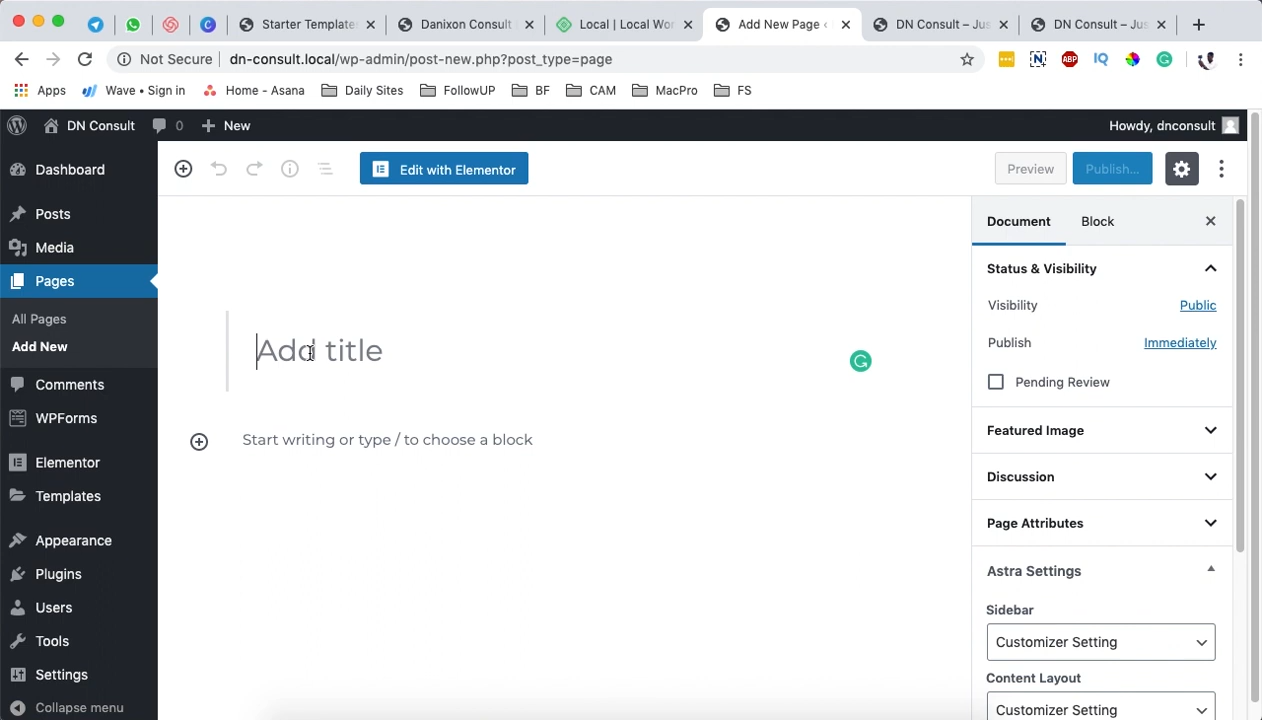 Starter Template
Danixon Consult
Local | Local Wo
Add New Page
DN Consult – Jus
DN Consult – Jus
Not Secure
dn-consult.local/wp-admin/post-new.php?post_type=page
ABP
IQ
Apps
Wave • Sign in
Home - Asana
Daily Sites
FollowUP
BF
CAM
MacPro
FS
DN Consult
0
New
Howdy, dnconsult
Dashboard
Posts
Media
Pages
All Pages
Add New
Comments
WPForms
Elementor
Templates
Appearance
Plugins
Users
Tools
Settings
Collapse menu
Edit with Elementor
Preview
Publish...
Add title
Start writing or type / to choose a block
Document
Block
Status & Visibility
Visibility
Public
Publish
Immediately
Pending Review
Featured Image
Discussion
Page Attributes
Astra Settings
Sidebar
Customizer Setting
Content Layout
Customizer Setting